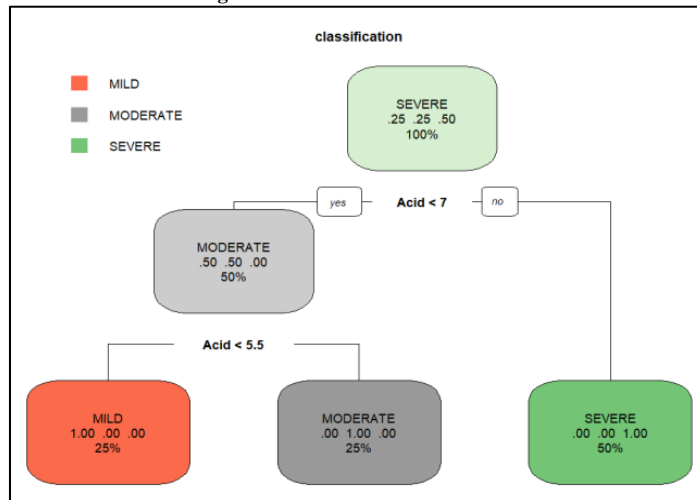 classification
MILD
MODERATE
SEVERE
SEVERE
.25 .25 .50
100%
yes
Acid < 7
no
MODERATE
.50 .50 .00
50%
Acid < 5.5
MILD
1.00 .00 .00
25%
MODERATE
.00 1.00 .00
25%
SEVERE
.00 .00 1.00
50%